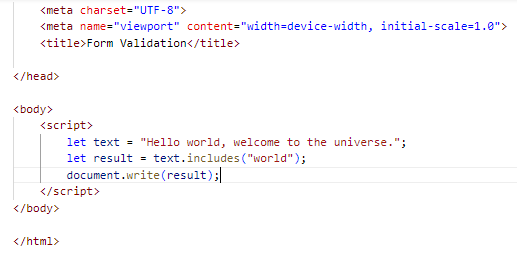 <meta charset="UTF-8">
<meta name="viewport" content="width=device-width, initial-scale=1.0">
<title>Form Validation</title>
</head>
<body>
<script>
let text = "Hello world, welcome to the universe.";
let result = text.includes("world");
document.write(result);
</script>
</body>
</html>